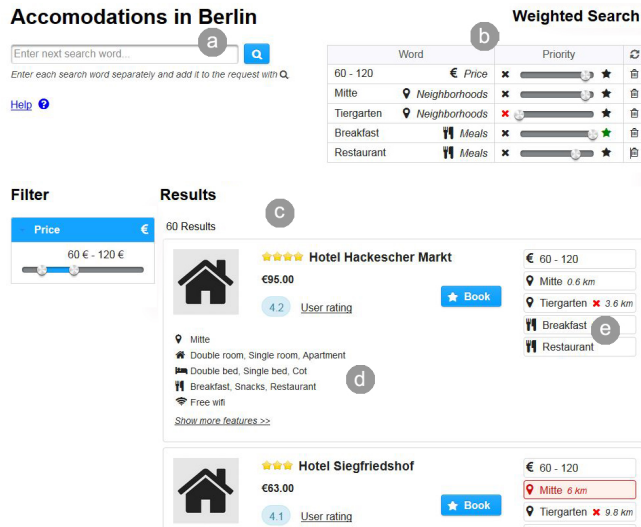 Accomodations in Berlin
Weighted Search
a
b
Enter next search word...
Enter each search word separately and add it to the request with
Help
Word Priority
60 - 120 € Price
Mitte Neighborhoods
Tiergarten Neighborhoods
Breakfast Meals
Restaurant Meals
Filter
Results
- Price €
60 € - 120 €
c
60 Results
Hotel Hackescher Markt
€95.00
4.2 User rating
Book
€ 60 - 120
Mitte 0.6 km
Tiergarten 3.6 km
Breakfast
Restaurant
e
Mitte
Double room, Single room, Apartment
Double bed, Single bed, Cot
Breakfast, Snacks, Restaurant
Free wifi
d
Show more features >>
Hotel Siegfriedshof
€63.00
4.1 User rating
Book
€ 60 - 120
Mitte 6 km
Tiergarten 9.8 km